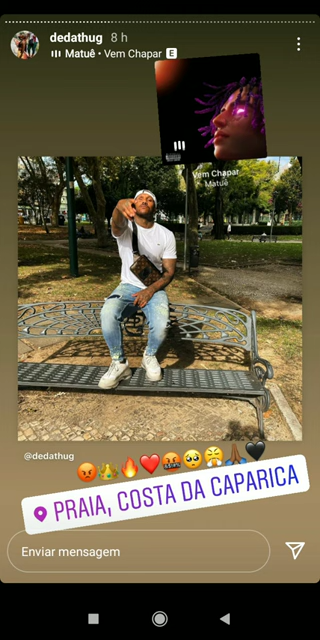 dedathug 8 h
Matuê • Vem Chapar E
Vem Chapar
Matuê
@dedathug
PRAIA, COSTA DA CAPARICA
Enviar mensagem